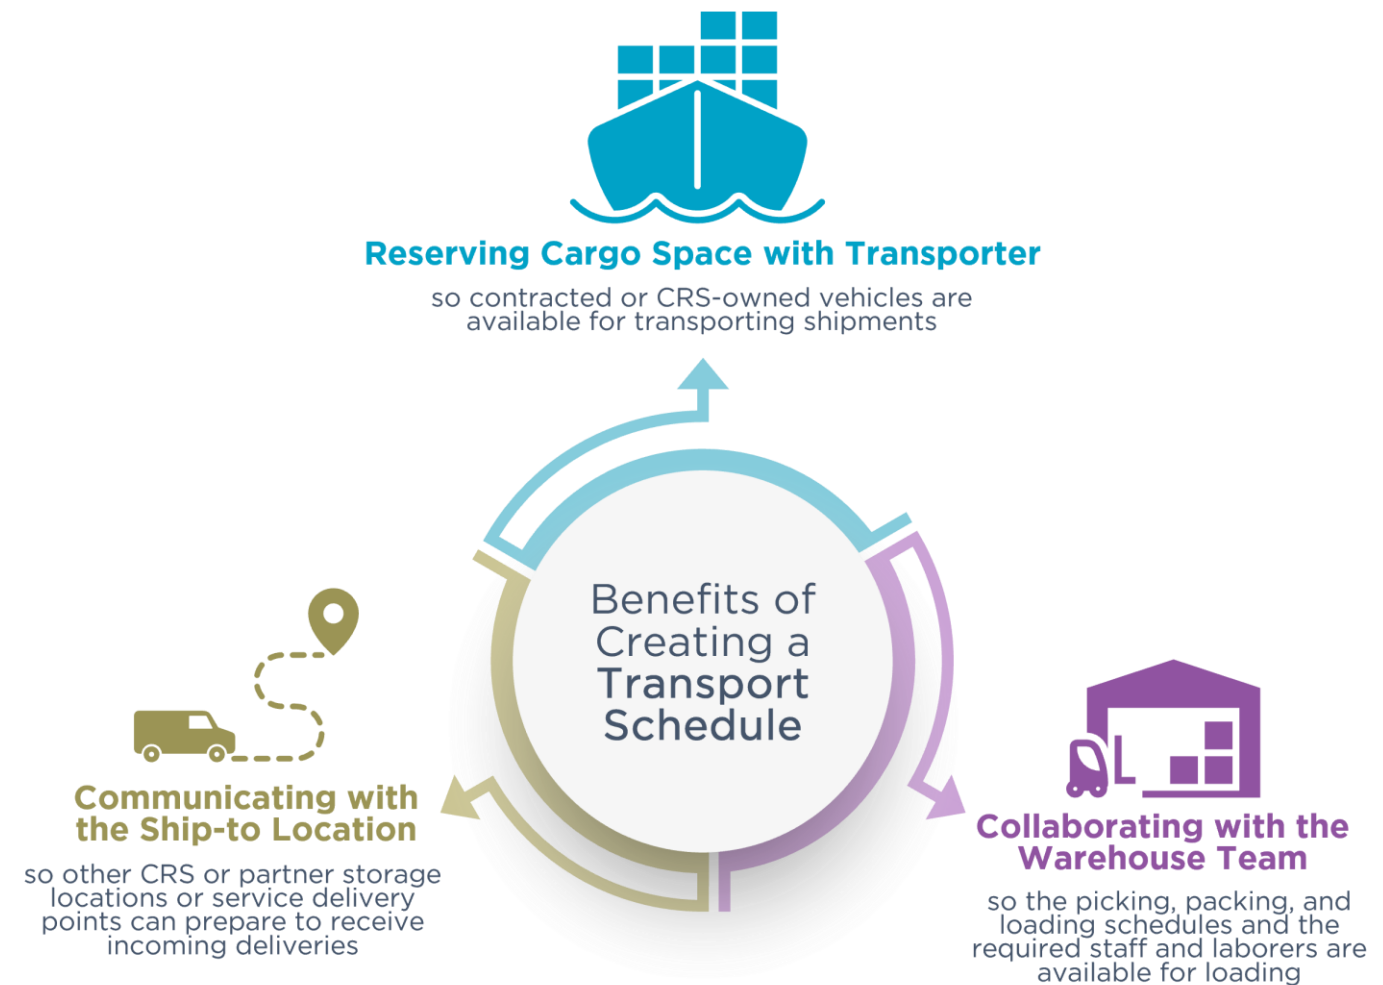 Reserving Cargo Space with Transporter
so contracted or CRS-owned vehicles are
available for transporting shipments
Benefits of
Creating a
Transport
Schedule
Communicating with
the Ship-to Location
so other CRS or partner storage
locations or service delivery
points can prepare to receive
incoming deliveries
Collaborating with the
Warehouse Team
so the picking, packing, and
loading schedules and the
required staff and laborers are
available for loading